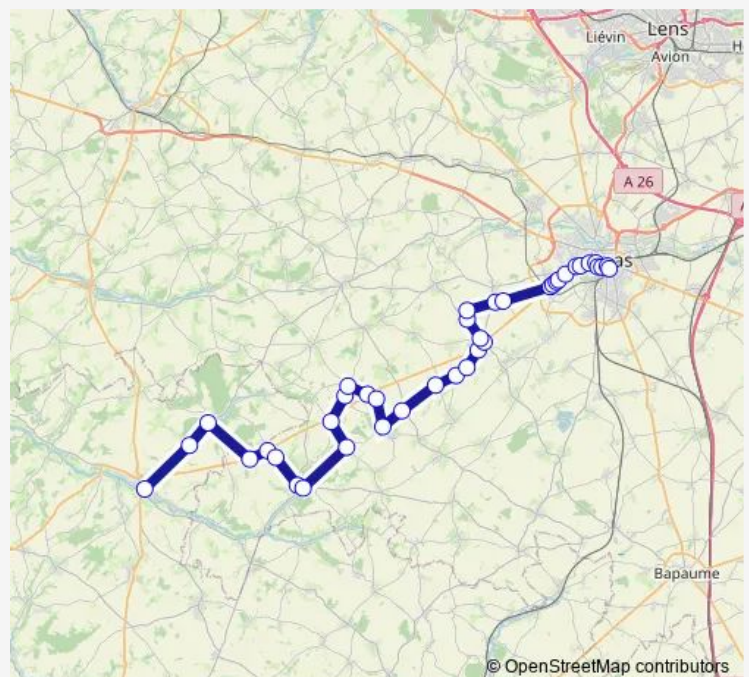 Lens
Liévin
Avion
H
A 26
A
as
Bapaume
© OpenStreetMap contributors